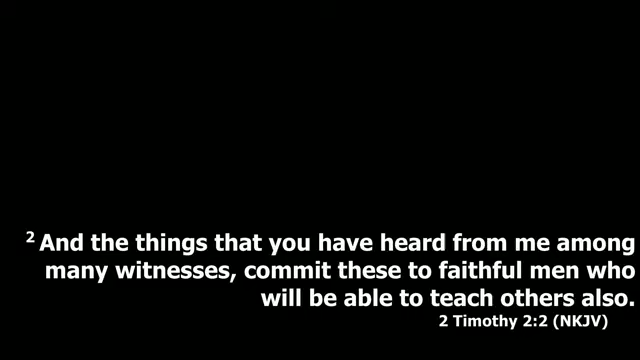 2 And the things that you have heard from me among
many witnesses, commit these to faithful men who
will be able to teach others also.
2 Timothy 2:2 (NKJV)